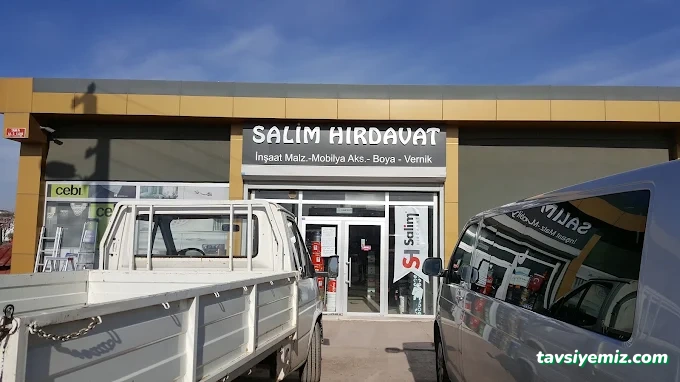 SALİM HIRDAVAT
İnşaat Malz.-Mobilya Aks.- Boya - Vernik
cebi
Salim
tavsiyemiz.com